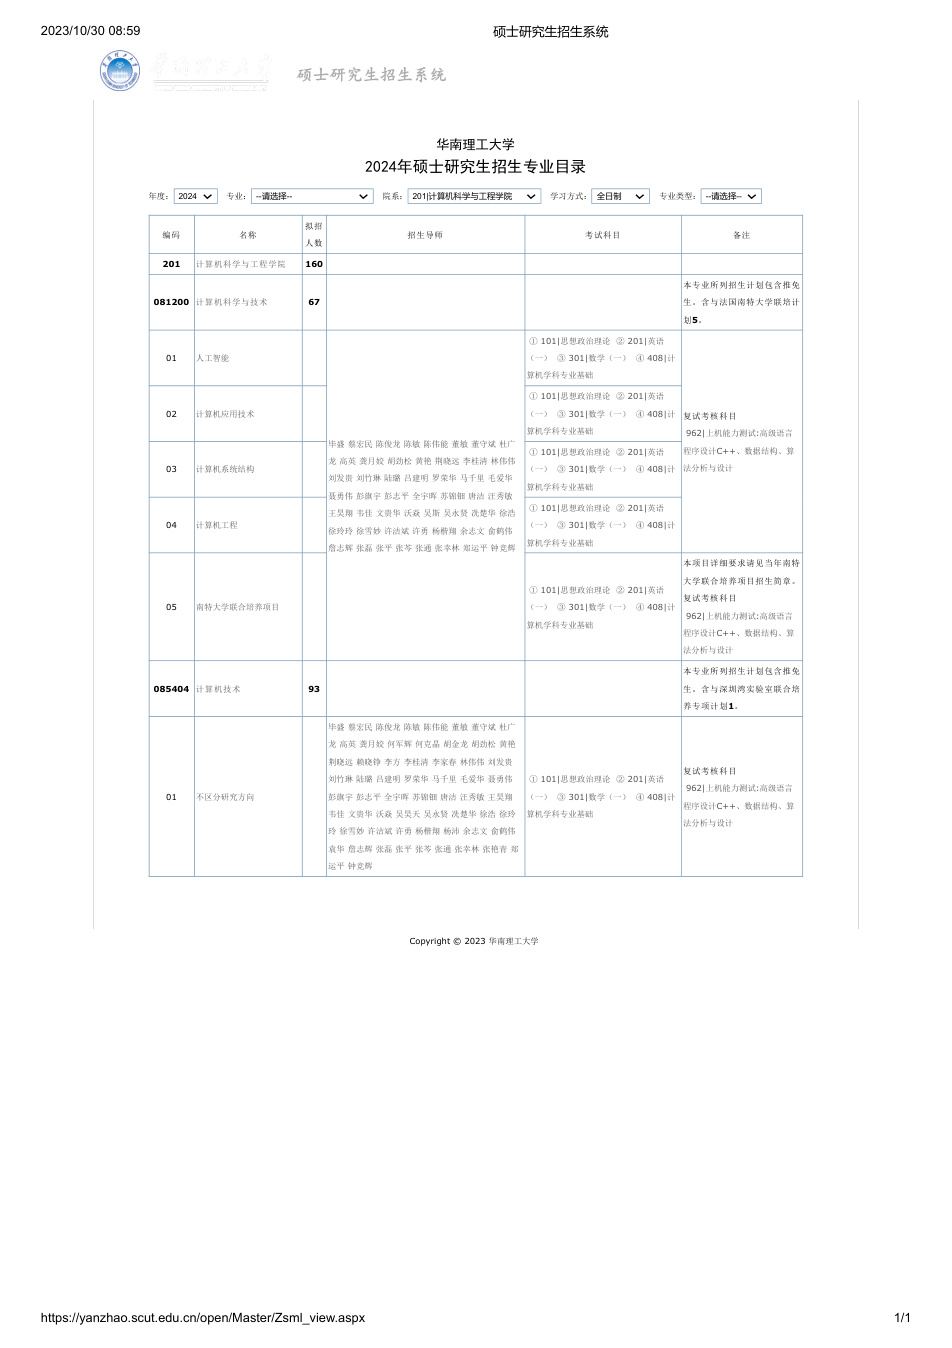 2023/10/30 08:59
硕士研究生招生系统
华南理工大学 硕士研究生招生系统
华南理工大学
2024年硕士研究生招生专业目录
年度: 2024 专业: --请选择-- 院系: 201|计算机科学与工程学院 学习方式: 全日制 专业类型: --请选择--
编码 名称 拟招人数 招生导师 考试科目 备注
201 计算机科学与工程学院 160
081200 计算机科学与技术 67
本专业所列招生计划包含推免
生。含与法国南特大学联培计
划5。
01 人工智能
① 101|思想政治理论 ② 201|英语
（一） ③ 301|数学（一） ④ 408|计
算机学科专业基础
02 计算机应用技术
① 101|思想政治理论 ② 201|英语
（一） ③ 301|数学（一） ④ 408|计
算机学科专业基础
03 计算机系统结构
① 101|思想政治理论 ② 201|英语
（一） ③ 301|数学（一） ④ 408|计
算机学科专业基础
04 计算机工程
① 101|思想政治理论 ② 201|英语
（一） ③ 301|数学（一） ④ 408|计
算机学科专业基础
毕盛 蔡宏民 陈俊龙 陈敏 陈伟能 董敏 董守斌 杜广
龙 高英 龚月姣 胡劲松 黄艳 荆晓远 李桂清 林伟伟
刘发贵 刘竹琳 陆璐 吕建明 罗荣华 马千里 毛爱华
聂勇伟 彭旗宇 彭志平 全宇晖 苏锦钿 唐洁 汪秀敏
王昊翔 韦佳 文贵华 沃焱 吴斯 吴永贤 冼楚华 徐浩
徐玲玲 徐雪妙 许洁斌 许勇 杨楷翔 余志文 俞鹤伟
詹志辉 张磊 张平 张芩 张通 张幸林 郑运平 钟竞辉
复试考核科目
962|上机能力测试:高级语言
程序设计C++、数据结构、算
法分析与设计
05 南特大学联合培养项目
① 101|思想政治理论 ② 201|英语
（一） ③ 301|数学（一） ④ 408|计
算机学科专业基础
本项目详细要求请见当年南特
大学联合培养项目招生简章。
复试考核科目
962|上机能力测试:高级语言
程序设计C++、数据结构、算
法分析与设计
085404 计算机技术 93
本专业所列招生计划包含推免
生。含与深圳湾实验室联合培
养专项计划1。
01 不区分研究方向
毕盛 蔡宏民 陈俊龙 陈敏 陈伟能 董敏 董守斌 杜广
龙 高英 龚月姣 何军辉 何克晶 胡金龙 胡劲松 黄艳
荆晓远 赖晓铮 李方 李桂清 李家春 林伟伟 刘发贵
刘竹琳 陆璐 吕建明 罗荣华 马千里 毛爱华 聂勇伟
彭旗宇 彭志平 全宇晖 苏锦钿 唐洁 汪秀敏 王昊翔
韦佳 文贵华 沃焱 吴昊天 吴永贤 冼楚华 徐浩 徐玲
玲 徐雪妙 许洁斌 许勇 杨楷翔 杨沛 余志文 俞鹤伟
袁华 詹志辉 张磊 张平 张芩 张通 张幸林 张艳青 郑
运平 钟竞辉
① 101|思想政治理论 ② 201|英语
（一） ③ 301|数学（一） ④ 408|计
算机学科专业基础
复试考核科目
962|上机能力测试:高级语言
程序设计C++、数据结构、算
法分析与设计
Copyright © 2023 华南理工大学
https://yanzhao.scut.edu.cn/open/Master/Zsml_view.aspx
1/1